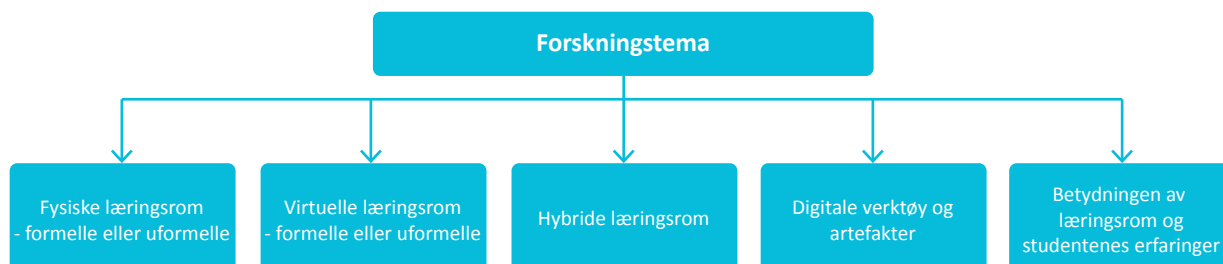 Forskningstema
Fysiske læringsrom
- formelle eller uformelle
Virtuelle læringsrom
- formelle eller uformelle
Hybride læringsrom
Digitale verktøy og
artefakter
Betydningen av
læringsrom og
studentenes erfaringer